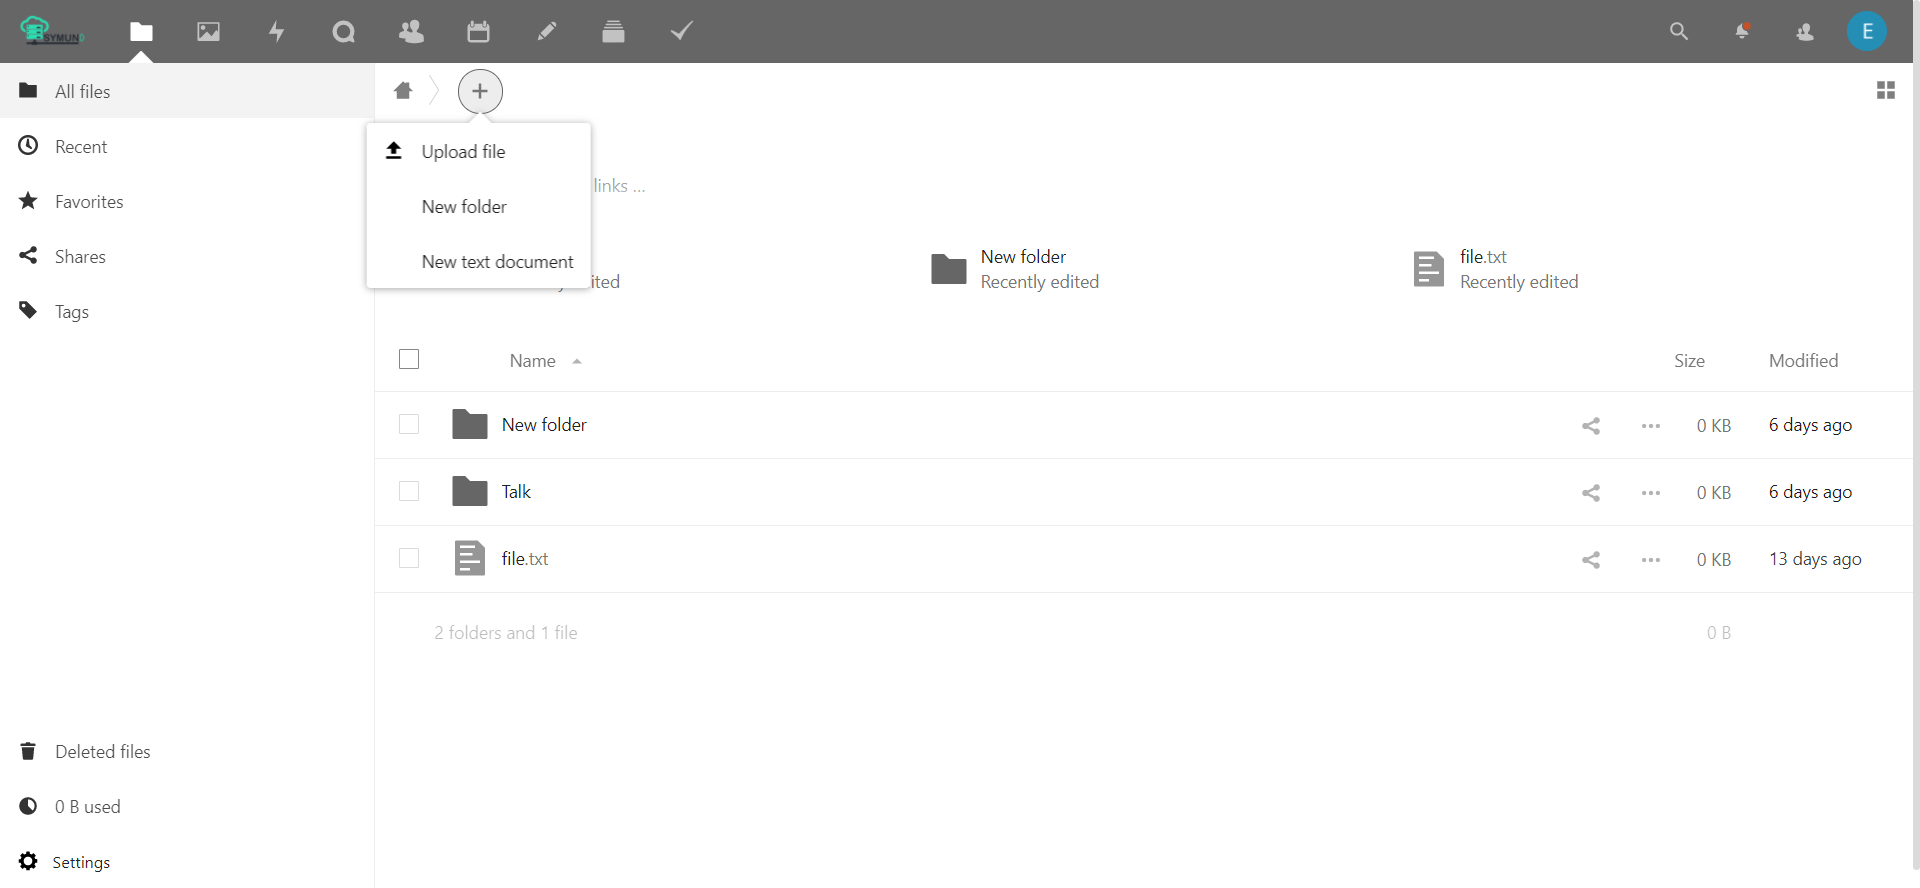 SYMUN
E
All files
Recent
Favorites
Shares
Tags
Deleted files
0 B used
Settings
Upload file
New folder
New text document
links ...
New folder
Recently edited
file.txt
Recently edited
Name
Size
Modified
New folder
0 KB
6 days ago
Talk
0 KB
6 days ago
file.txt
0 KB
13 days ago
2 folders and 1 file
0 B